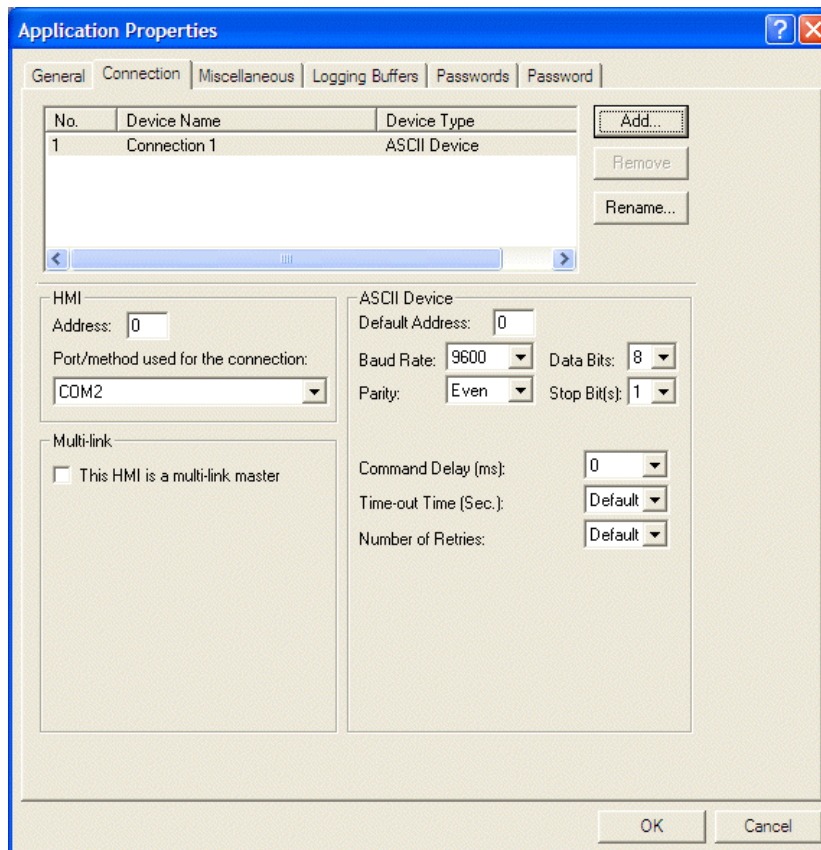 Application Properties
General Connection Miscellaneous Logging Buffers Passwords Password
No. Device Name Device Type
1 Connection 1 ASCII Device
Add...
Remove
Rename...
HMI
Address: 0
Port/method used for the connection:
COM2
Multi-link
This HMI is a multi-link master
ASCII Device
Default Address: 0
Baud Rate: 9600 Data Bits: 8
Parity: Even Stop Bit(s): 1
Command Delay (ms): 0
Time-out Time (Sec.): Default
Number of Retries: Default
OK Cancel